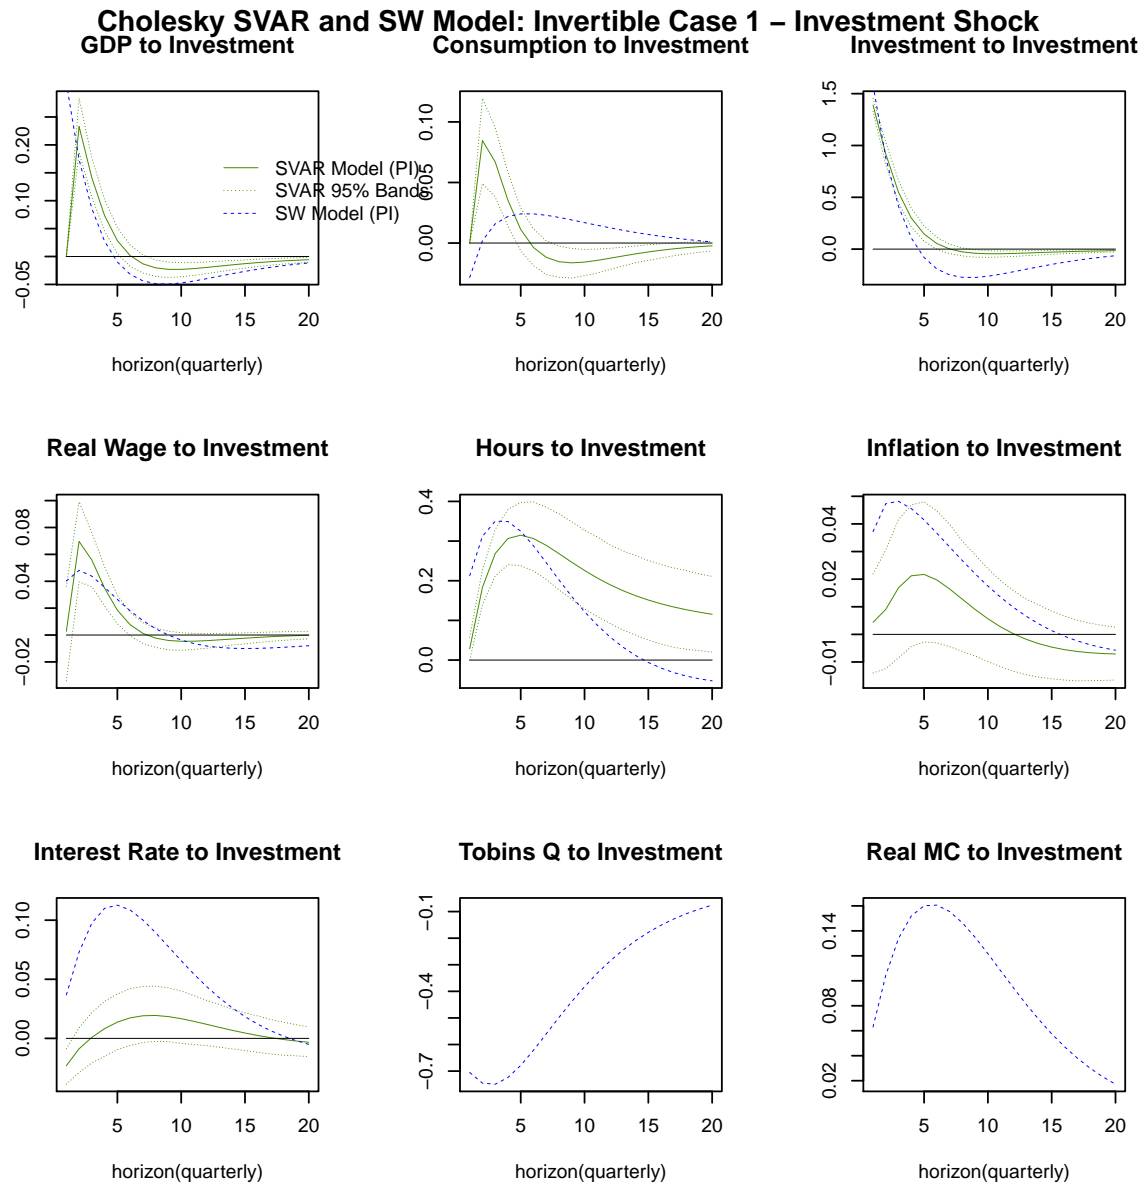 Cholesky SVAR and SW Model: Invertible Case 1 – Investment Shock
GDP to Investment
−0.05
0.10
0.20
5
10
15
20
horizon(quarterly)
SVAR Model (PI)
SVAR 95% Bands
SW Model (PI)
Consumption to Investment
0.00
0.05
0.10
5
10
15
20
horizon(quarterly)
Investment to Investment
0.0
0.5
1.0
1.5
5
10
15
20
horizon(quarterly)
Real Wage to Investment
−0.02
0.04
0.08
5
10
15
20
horizon(quarterly)
Hours to Investment
0.0
0.2
0.4
5
10
15
20
horizon(quarterly)
Inflation to Investment
−0.01
0.02
0.04
5
10
15
20
horizon(quarterly)
Interest Rate to Investment
0.00
0.05
0.10
5
10
15
20
horizon(quarterly)
Tobins Q to Investment
−0.7
−0.4
−0.1
5
10
15
20
horizon(quarterly)
Real MC to Investment
0.02
0.08
0.14
5
10
15
20
horizon(quarterly)